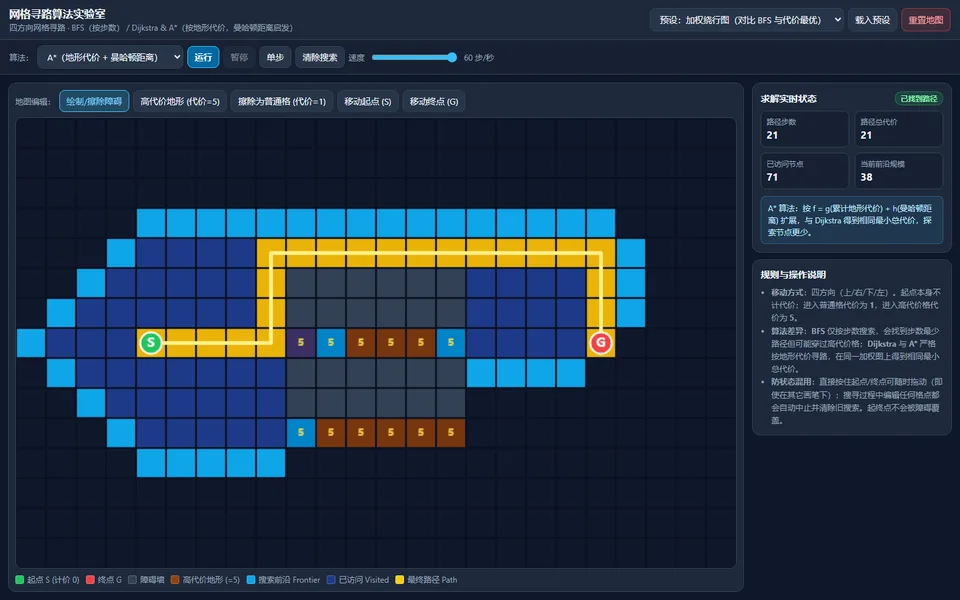 网格寻路算法实验室
四方向网格寻路 · BFS（按步数） / Dijkstra & A*（按地形代价，曼哈顿距离启发）
预设：加权绕行图（对比 BFS 与代价最优）
载入预设
重置地图
算法：
A*（地形代价 + 曼哈顿距离）
运行
暂停
单步
清除搜索
速度
60 步/秒
地图编辑：
绘制/擦除障碍
高代价地形 (代价=5)
擦除为普通格 (代价=1)
移动起点 (S)
移动终点 (G)
S
5 5 5 5 5 5
G
5 5 5 5 5 5
起点 S (计价 0)
终点 G
障碍墙
高代价地形 (=5)
搜索前沿 Frontier
已访问 Visited
最终路径 Path
求解实时状态
已找到路径
路径步数
21
路径总代价
21
已访问节点
71
当前前沿规模
38
A* 算法：按 f = g(累计地形代价) + h(曼哈顿距
离) 扩展，与 Dijkstra 得到相同最小总代价，探
索节点更少。
规则与操作说明
• 移动方式：四方向（上/右/下/左）。起点本身不
计代价；进入普通格代价为 1，进入高代价格代
价为 5。
• 算法差异：BFS 仅按步数搜索，会找到步数最少
路径但可能穿过高代价格；Dijkstra 与 A* 严格
按地形代价寻路，在同一加权图上得到相同最小
总代价。
• 防状态混用：直接按住起点/终点可随时拖动（即
使在其它画笔下）；搜寻过程中编辑任何格点都
会自动中止并清除旧搜索。起终点不会被障碍覆
盖。